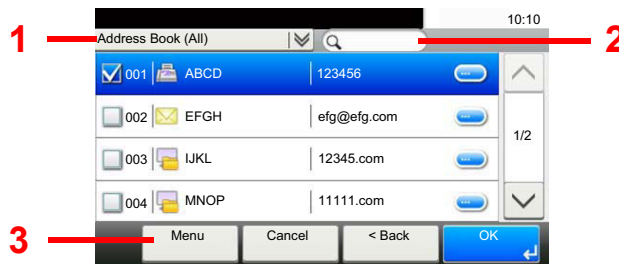 10:10
1 Address Book (All) 2
001 ABCD 123456
002 EFGH efg@efg.com
1/2
003 IJKL 12345.com
004 MNOP 11111.com
3 Menu Cancel < Back OK